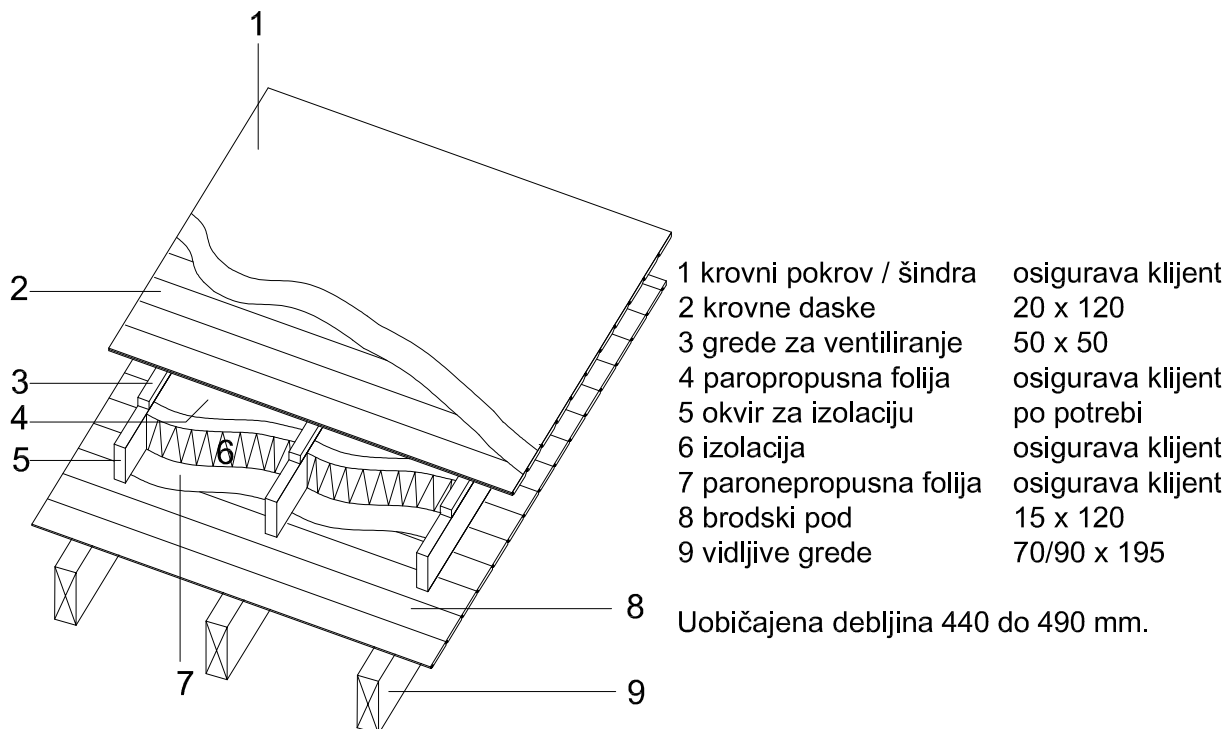 1
2
3
4
5
6
7
8
9
1 krovni pokrov / šindra osigurava klijent
2 krovne daske 20 x 120
3 grede za ventiliranje 50 x 50
4 paropropusna folija osigurava klijent
5 okvir za izolaciju po potrebi
6 izolacija osigurava klijent
7 paronepropusna folija osigurava klijent
8 brodski pod 15 x 120
9 vidljive grede 70/90 x 195
Uobičajena debljina 440 do 490 mm.